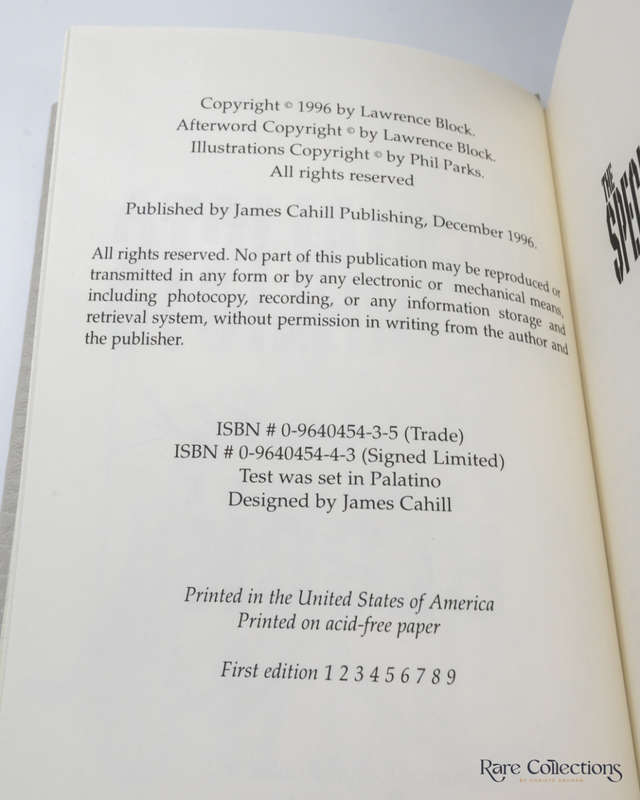 Copyright © 1996 by Lawrence Block.
Afterword Copyright © by Lawrence Block.
Illustrations Copyright © by Phil Parks.
All rights reserved
Published by James Cahill Publishing, December 1996.
All rights reserved. No part of this publication may be reproduced or
transmitted in any form or by any electronic or mechanical means,
including photocopy, recording, or any information storage and
retrieval system, without permission in writing from the author and
the publisher.
ISBN # 0-9640454-3-5 (Trade)
ISBN # 0-9640454-4-3 (Signed Limited)
Test was set in Palatino
Designed by James Cahill
Printed in the United States of America
Printed on acid-free paper
First edition 1 2 3 4 5 6 7 8 9
THE
Rare Collections